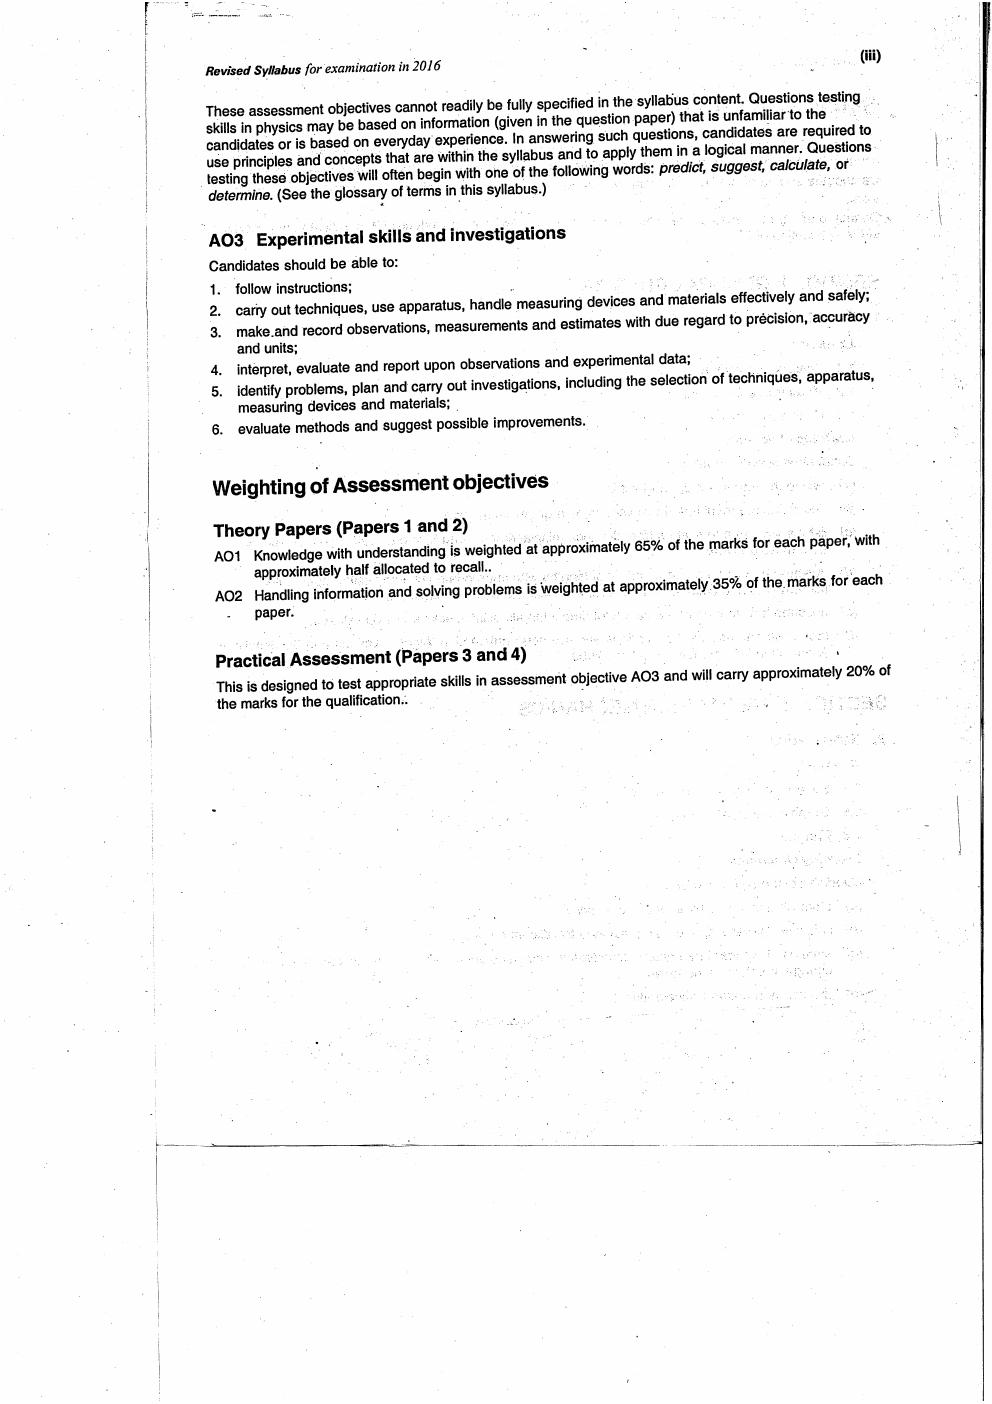 (iii)
Revised Syllabus for examination in 2016
These assessment objectives cannot readily be fully specified in the syllabus content. Questions testing
skills in physics may be based on information (given in the question paper) that is unfamiliar to the
candidates or is based on everyday experience. In answering such questions, candidates are required to
use principles and concepts that are within the syllabus and to apply them in a logical manner. Questions
testing these objectives will often begin with one of the following words: predict, suggest, calculate, or
determine. (See the glossary of terms in this syllabus.)
AO3 Experimental skills and investigations
Candidates should be able to:
1. follow instructions;
2. carry out techniques, use apparatus, handle measuring devices and materials effectively and safely;
3. make and record observations, measurements and estimates with due regard to precision, accuracy
and units;
4. interpret, evaluate and report upon observations and experimental data;
5. identify problems, plan and carry out investigations, including the selection of techniques, apparatus,
measuring devices and materials;
6. evaluate methods and suggest possible improvements.
Weighting of Assessment objectives
Theory Papers (Papers 1 and 2)
AO1 Knowledge with understanding is weighted at approximately 65% of the marks for each paper, with
approximately half allocated to recall..
AO2 Handling information and solving problems is weighted at approximately 35% of the marks for each
paper.
Practical Assessment (Papers 3 and 4)
This is designed to test appropriate skills in assessment objective AO3 and will carry approximately 20% of
the marks for the qualification..